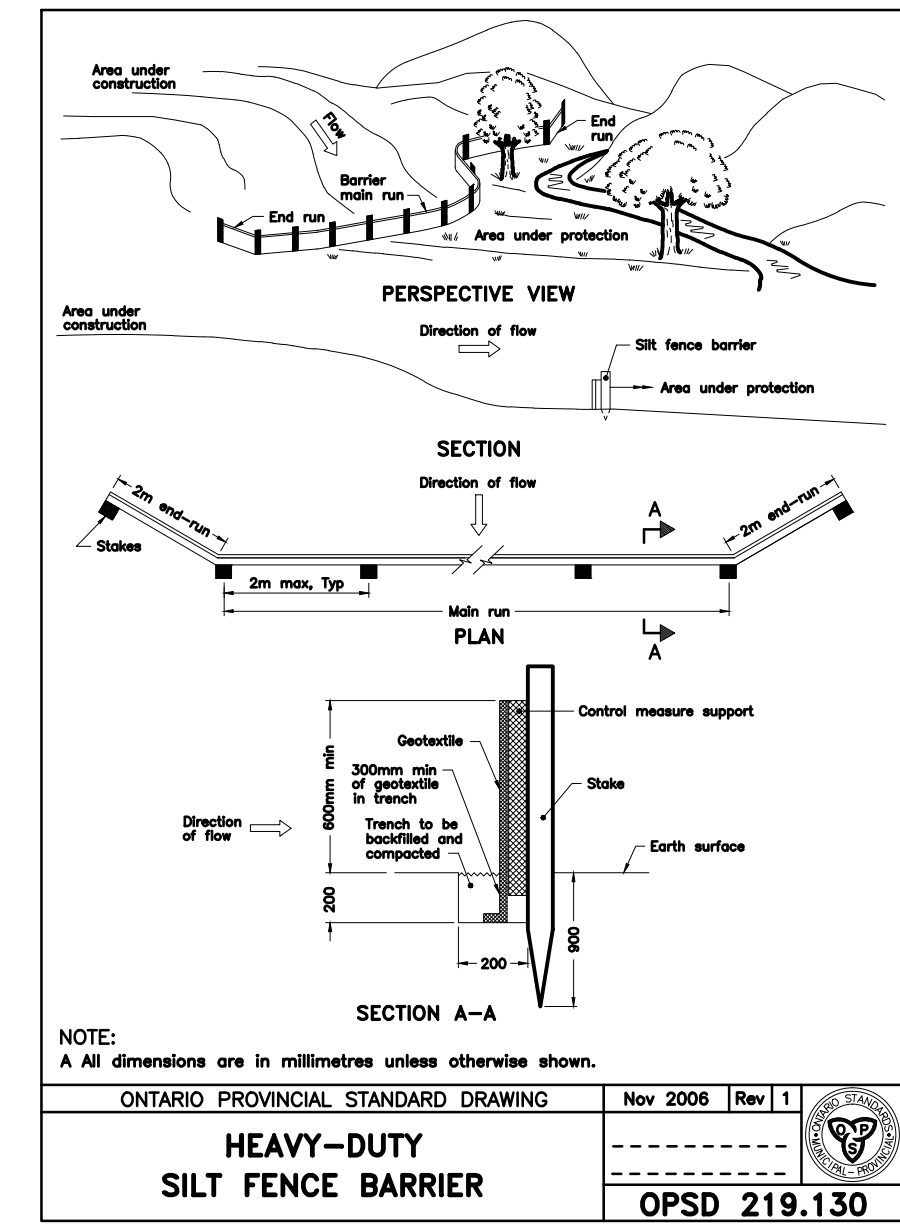 Area under
construction
Flow
End
run
Barrier
main run
End run
Area under protection
PERSPECTIVE VIEW
Area under
construction
Direction of flow
Silt fence barrier
Area under protection
SECTION
Direction of flow
2m end-run
A
2m end-run
Stakes
2m max, Typ
Main run
PLAN
A
Control measure support
Geotextile
600mm min
300mm min
of geotextile
in trench
Stake
Direction
of flow
Trench to be
backfilled and
compacted
Earth surface
200
900
200
SECTION A-A
NOTE:
A All dimensions are in millimetres unless otherwise shown.
ONTARIO PROVINCIAL STANDARD DRAWING
Nov 2006
Rev
1
HEAVY-DUTY
SILT FENCE BARRIER
ONTARIO STANDARDS
MUNICIPAL - PROVINCIAL
O P
S
OPSD 219.130